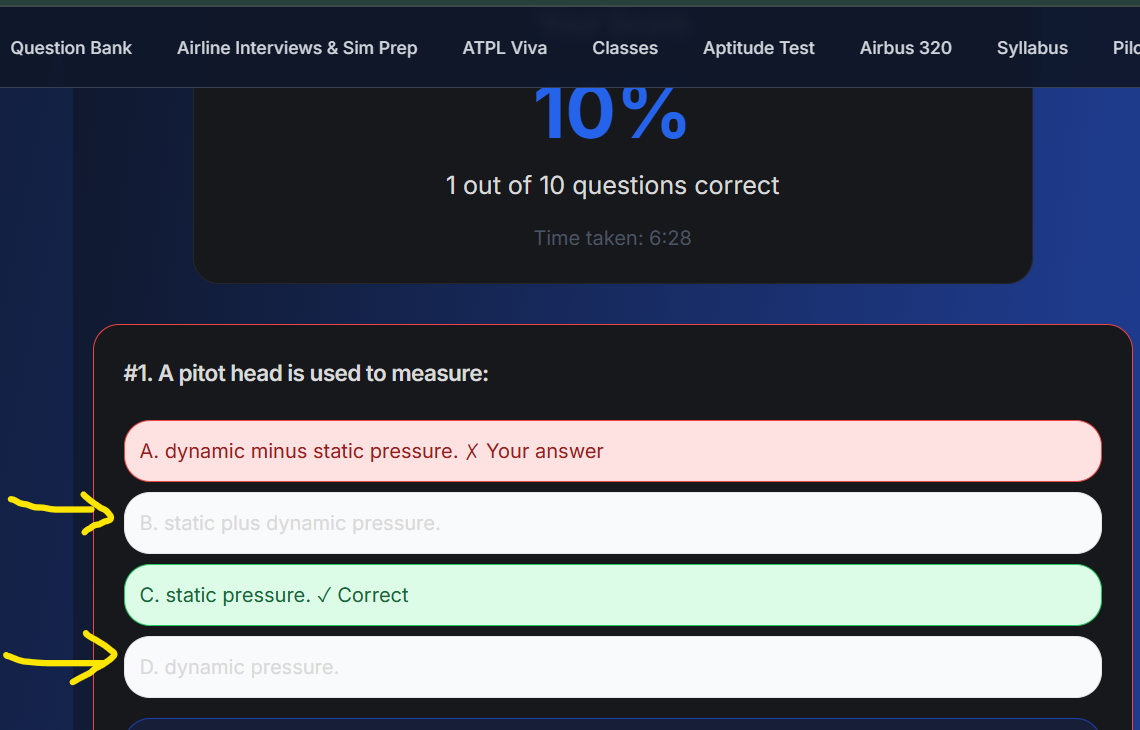 Question Bank Airline Interviews & Sim Prep ATPL Viva Classes Aptitude Test Airbus 320 Syllabus Pilo
10%
1 out of 10 questions correct
Time taken: 6:28
#1. A pitot head is used to measure:
A. dynamic minus static pressure. ✗ Your answer
B. static plus dynamic pressure.
C. static pressure. ✓ Correct
D. dynamic pressure.